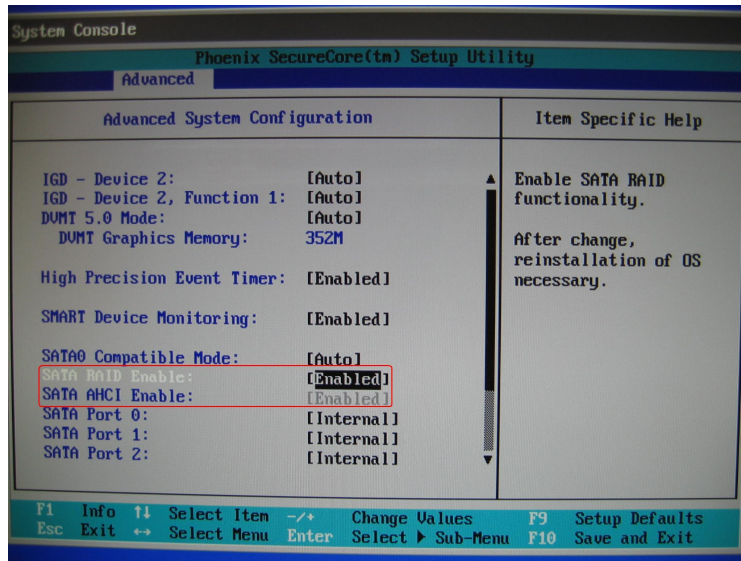 System Console
Phoenix SecureCore(tm) Setup Utility
Advanced
Advanced System Configuration
Item Specific Help
IGD - Device 2: [Auto]
IGD - Device 2, Function 1: [Auto]
DVMT 5.0 Mode: [Auto]
DVMT Graphics Memory: 352M
High Precision Event Timer: [Enabled]
SMART Device Monitoring: [Enabled]
SATA0 Compatible Mode: [Auto]
SATA RAID Enable: [Enabled]
SATA AHCI Enable: [Enabled]
SATA Port 0: [Internal]
SATA Port 1: [Internal]
SATA Port 2: [Internal]
Enable SATA RAID
functionality.
After change,
reinstallation of OS
necessary.
F1 Info ↑↓ Select Item -/+ Change Values F9 Setup Defaults
Esc Exit ↔ Select Menu Enter Select ▶ Sub-Menu F10 Save and Exit